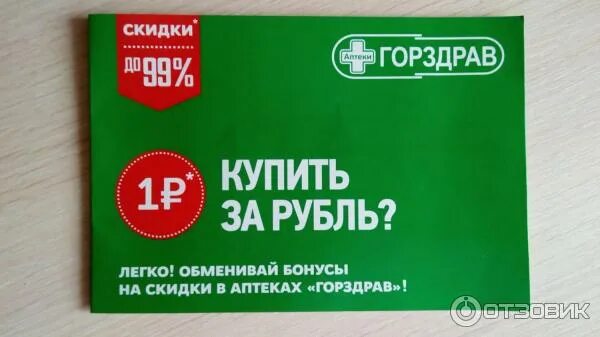 СКИДКИ*
ДО 99%
Аптеки
ГОРЗДРАВ
1₽*
КУПИТЬ
ЗА РУБЛЬ?
ЛЕГКО! ОБМЕНИВАЙ БОНУСЫ
НА СКИДКИ В АПТЕКАХ «ГОРЗДРАВ»!
ОТЗОВИК